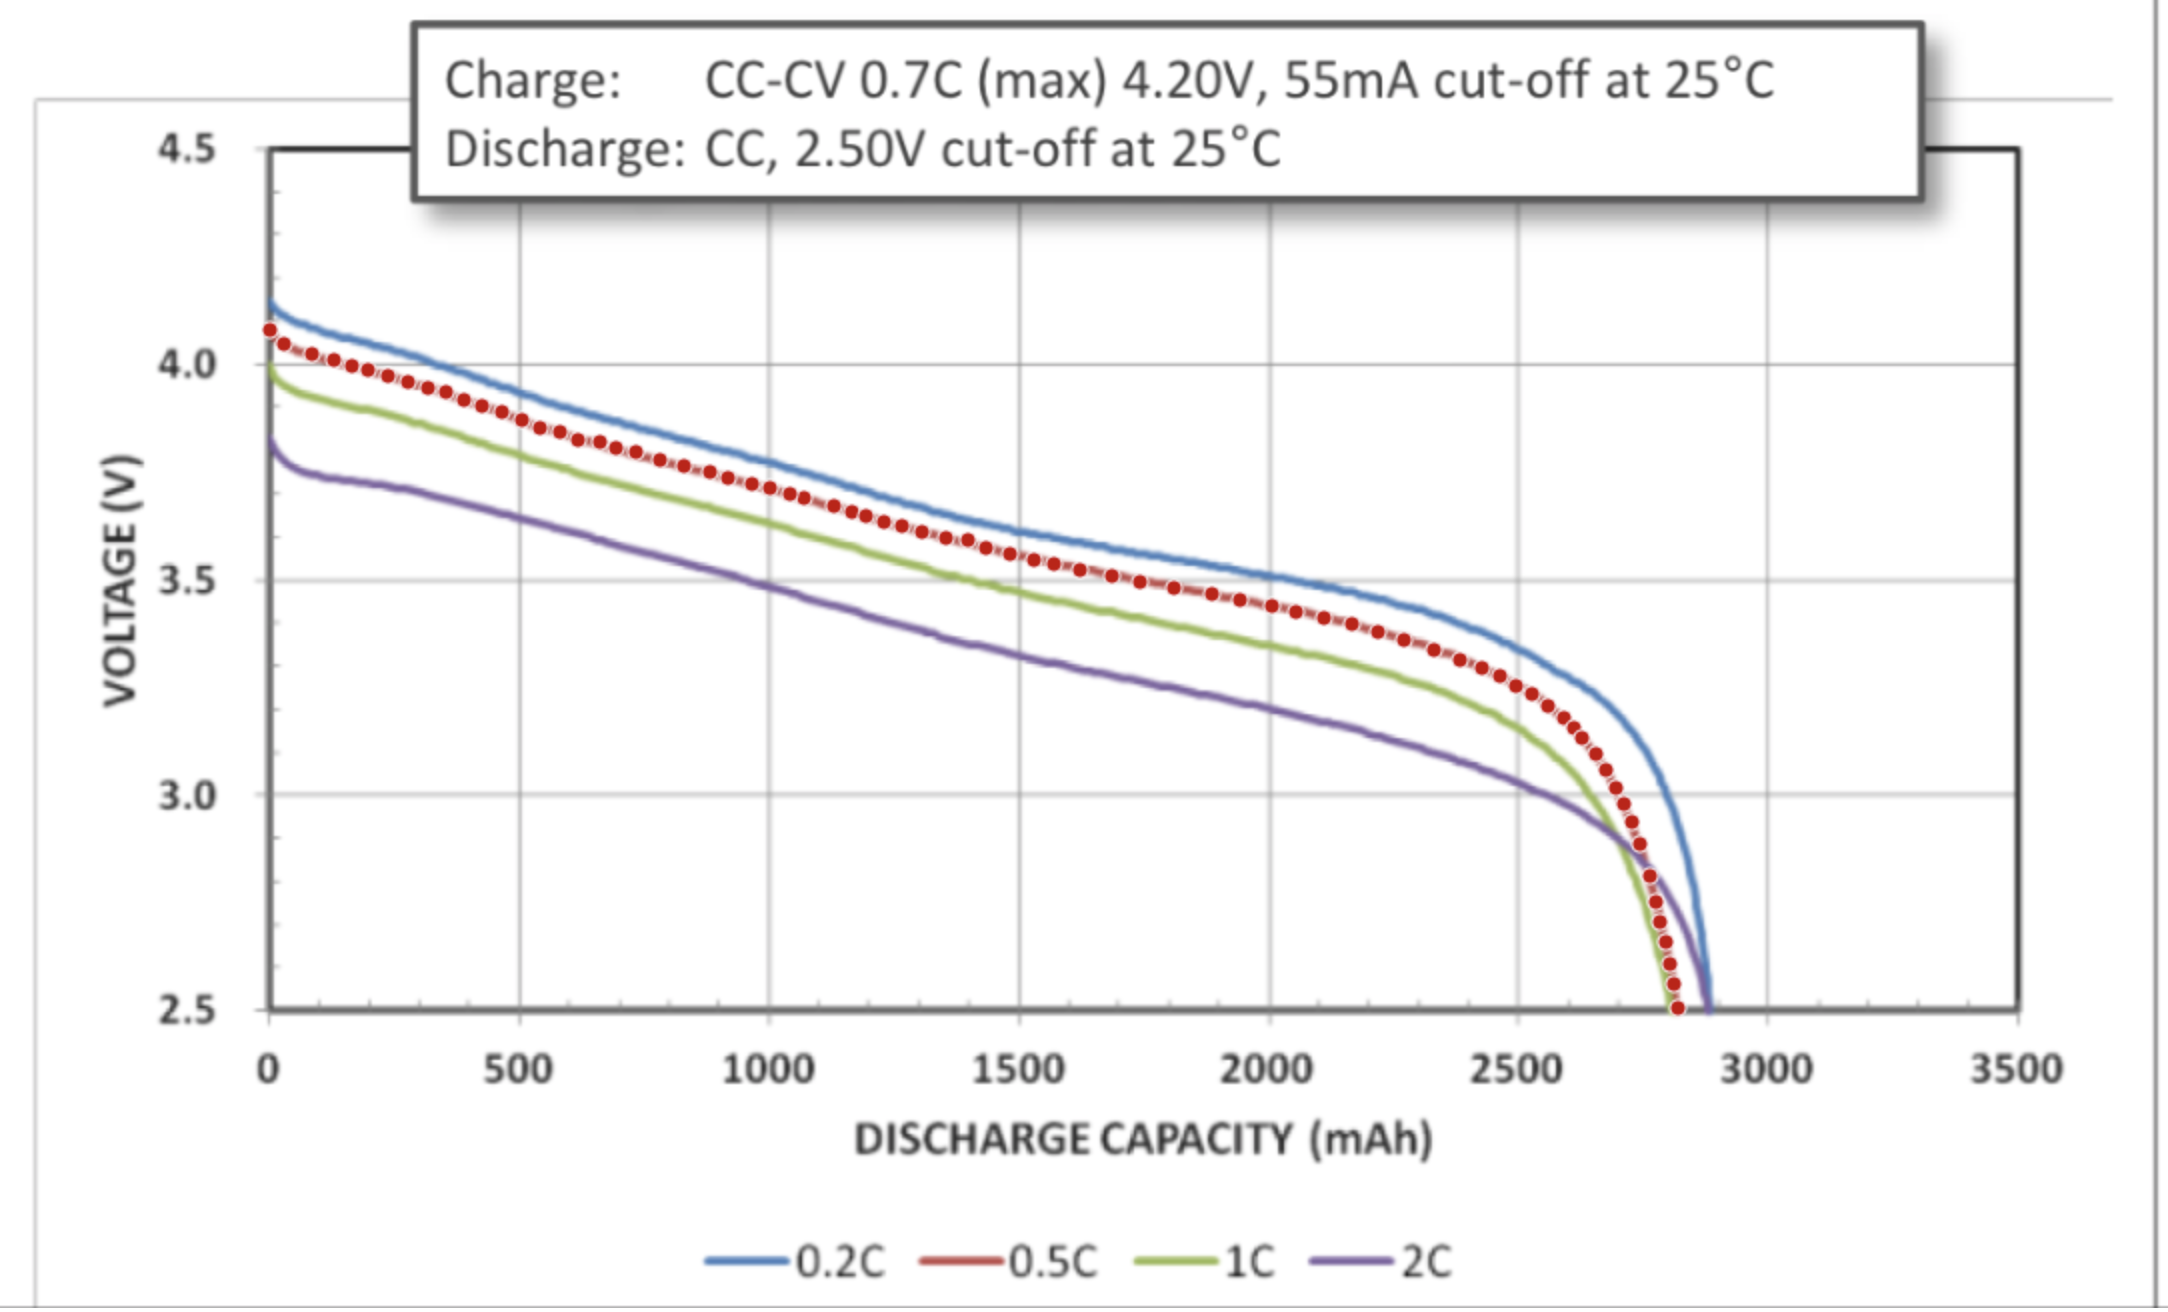 Charge: CC-CV 0.7C (max) 4.20V, 55mA cut-off at 25°C
Discharge: CC, 2.50V cut-off at 25°C
4.5
4.0
3.5
3.0
2.5
VOLTAGE (V)
0 500 1000 1500 2000 2500 3000 3500
DISCHARGE CAPACITY (mAh)
0.2C 0.5C 1C 2C